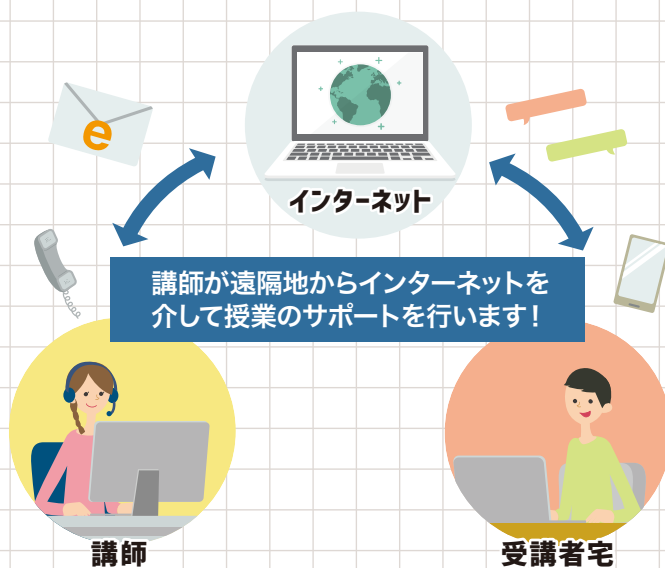 e
インターネット
講師が遠隔地からインターネットを
介して授業のサポートを行います！
講師
受講者宅